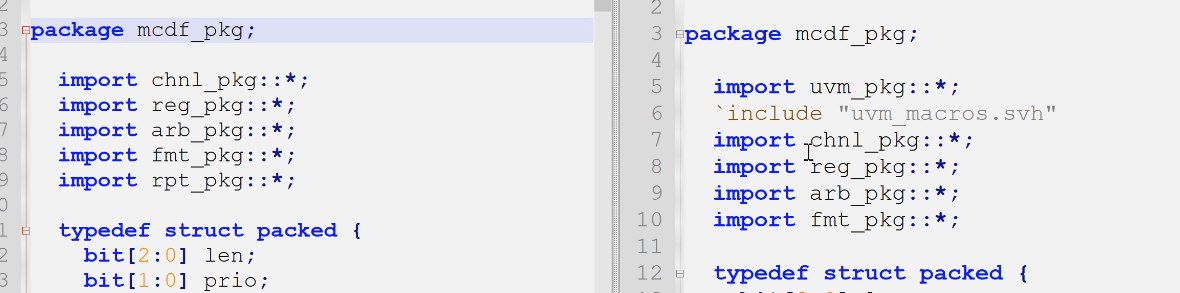 2
3 package mcdf_pkg;
4
5 import chnl_pkg::*;
6 import reg_pkg::*;
7 import arb_pkg::*;
8 import fmt_pkg::*;
9 import rpt_pkg::*;
0
1 typedef struct packed {
2 bit[2:0] len;
3 bit[1:0] prio;
2
3 package mcdf_pkg;
4
5 import uvm_pkg::*;
6 `include "uvm_macros.svh"
7 import chnl_pkg::*;
8 import reg_pkg::*;
9 import arb_pkg::*;
10 import fmt_pkg::*;
11
12 typedef struct packed {